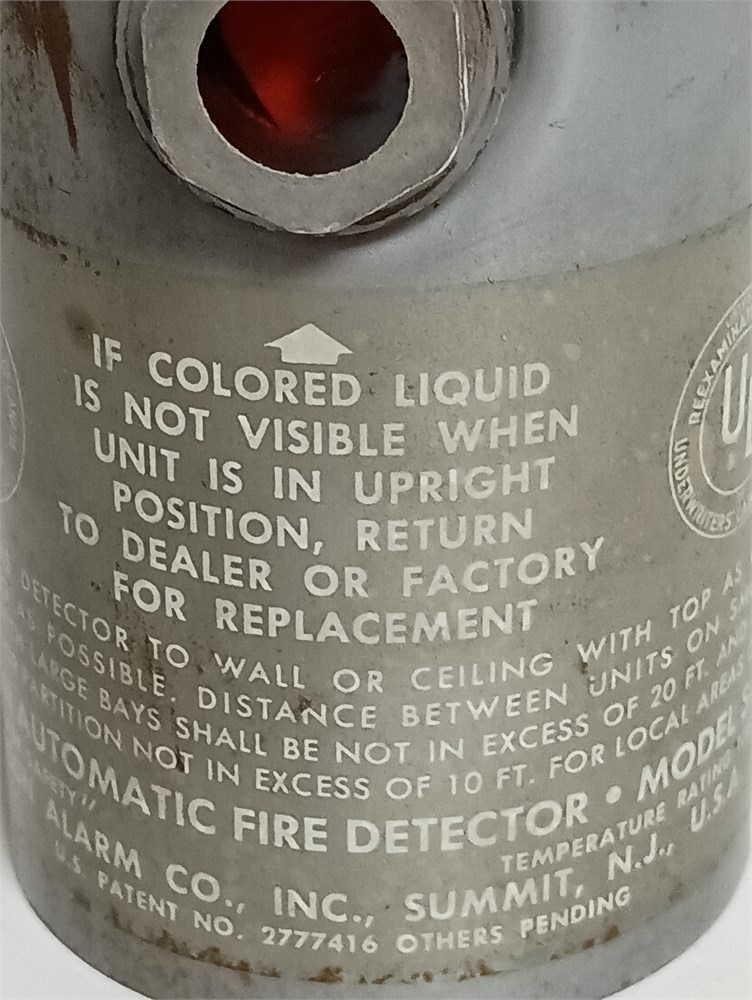 IF COLORED LIQUID
IS NOT VISIBLE WHEN
UNIT IS IN UPRIGHT
POSITION, RETURN
TO DEALER OR FACTORY
FOR REPLACEMENT
DETECTOR TO WALL OR CEILING WITH TOP AS
AS POSSIBLE. DISTANCE BETWEEN UNITS ON
LARGE BAYS SHALL BE NOT IN EXCESS OF 20 FT. AND
PARTITION NOT IN EXCESS OF 10 FT. FOR LOCAL AREAS
AUTOMATIC FIRE DETECTOR • MODEL
SAFETY"
TEMPERATURE RATING
ALARM CO., INC., SUMMIT, N.J., U.S.A.
U.S. PATENT NO. 2777416 OTHERS PENDING
UNDERWRITERS